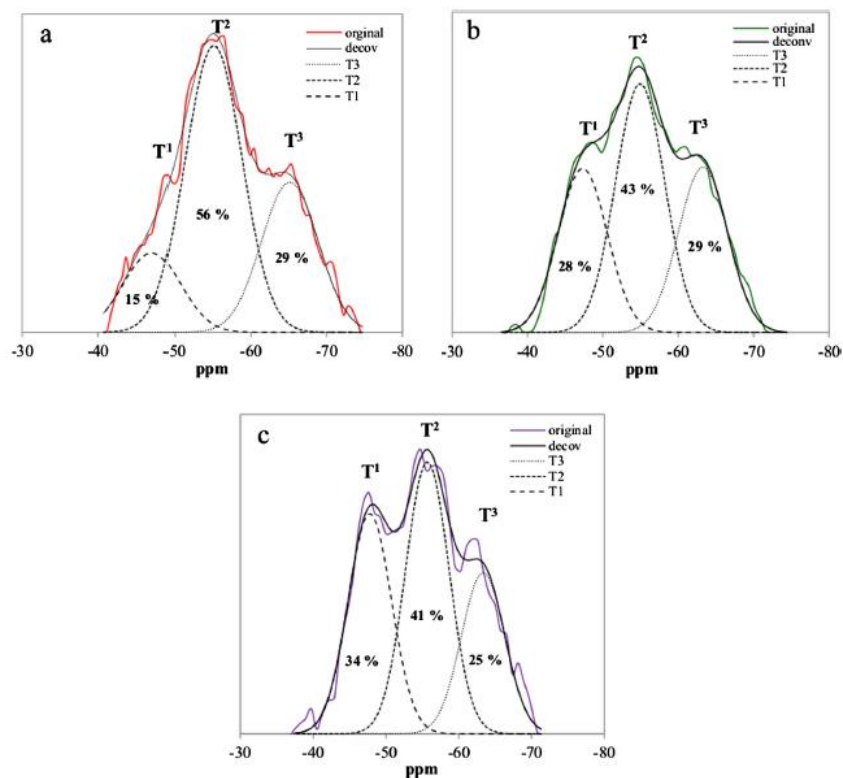 a
T²
T¹
T³
orginal
decov
T3
T2
T1
56 %
29 %
15 %
-30 -40 -50 -60 -70 -80
ppm
b
T²
T¹
T³
original
deconv
T3
T2
T1
43 %
28 %
29 %
-30 -40 -50 -60 -70 -80
ppm
c
T²
T¹
T³
original
decov
T3
T2
T1
41 %
34 %
25 %
-30 -40 -50 -60 -70 -80
ppm